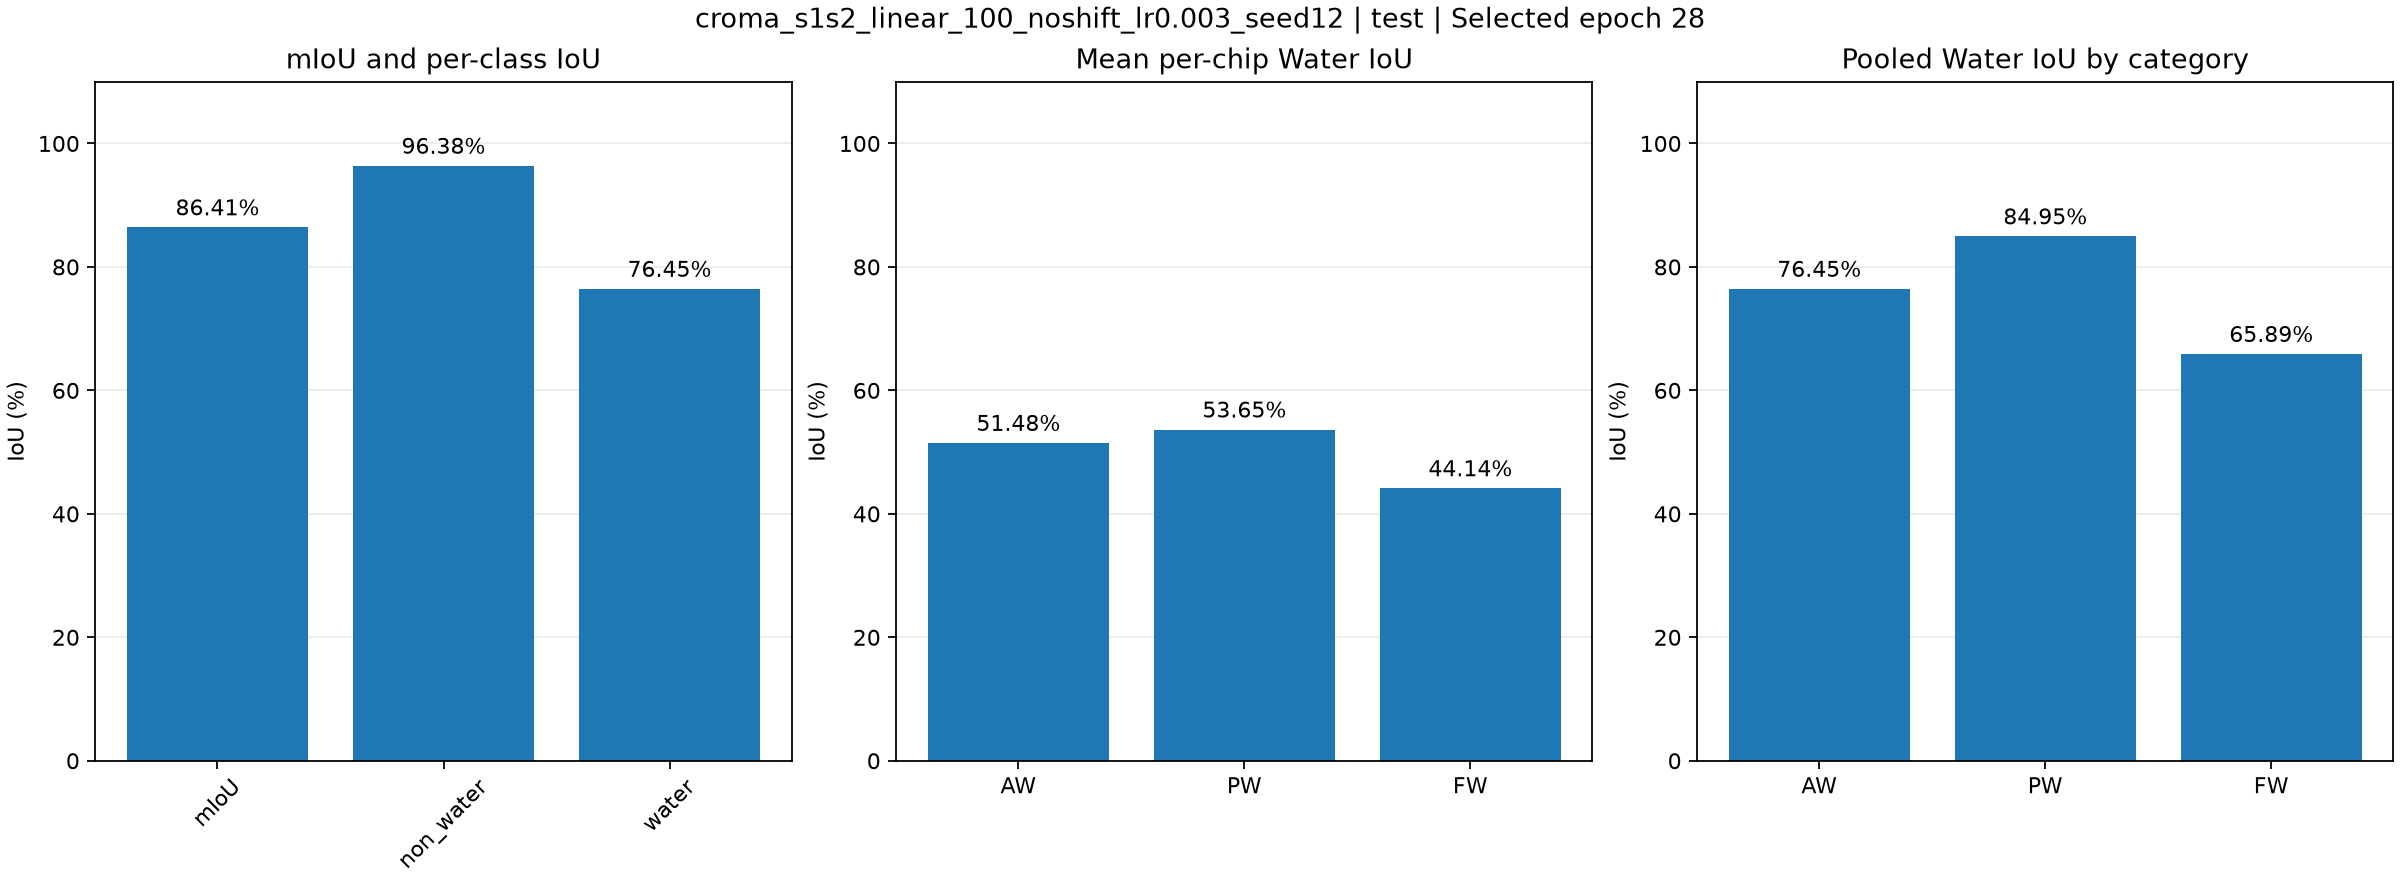 croma_s1s2_linear_100_noshift_lr0.003_seed12 | test | Selected epoch 28
mIoU and per-class IoU
IoU (%)
100
80
60
40
20
0
86.41%
96.38%
76.45%
mIoU
non_water
water
Mean per-chip Water IoU
IoU (%)
100
80
60
40
20
0
51.48%
53.65%
44.14%
AW
PW
FW
Pooled Water IoU by category
IoU (%)
100
80
60
40
20
0
76.45%
84.95%
65.89%
AW
PW
FW